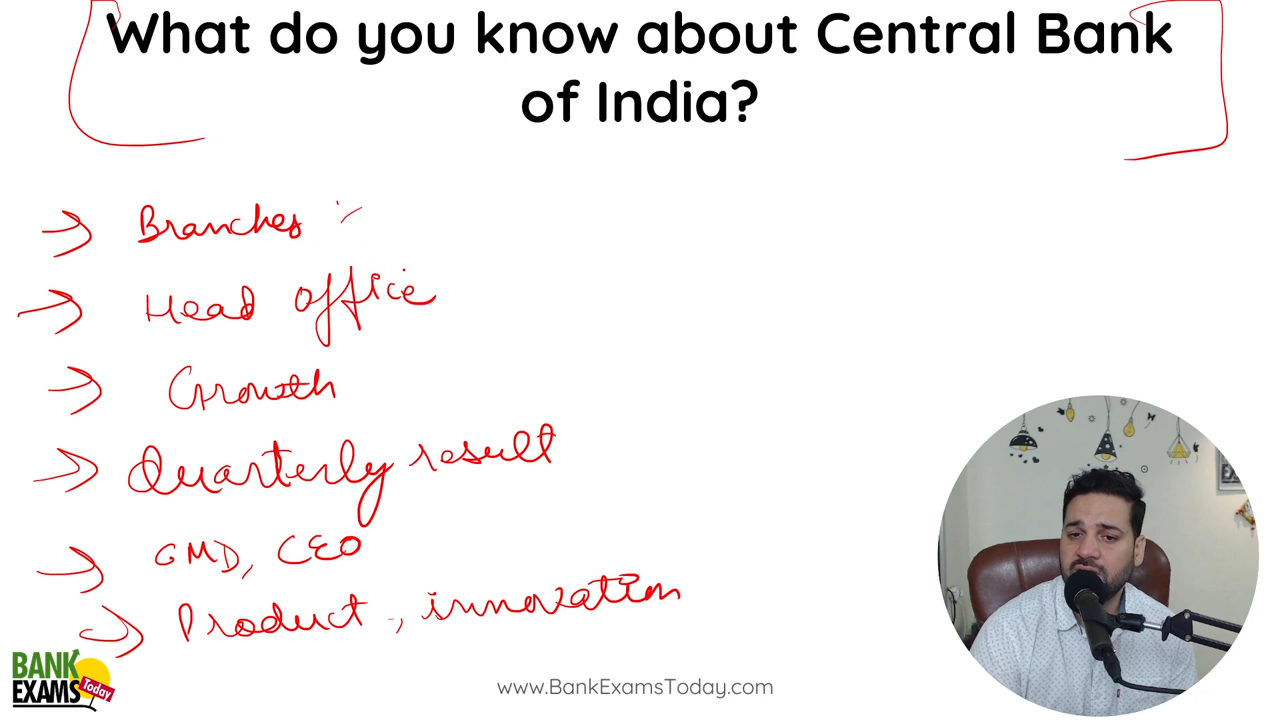 What do you know about Central Bank
of India?
→ Branches :-
→ Head office
→ Growth
→ Quarterly result
→ GMD, CEO
→ Product, innovation
BANK
EXAMS
Today
www.BankExamsToday.com